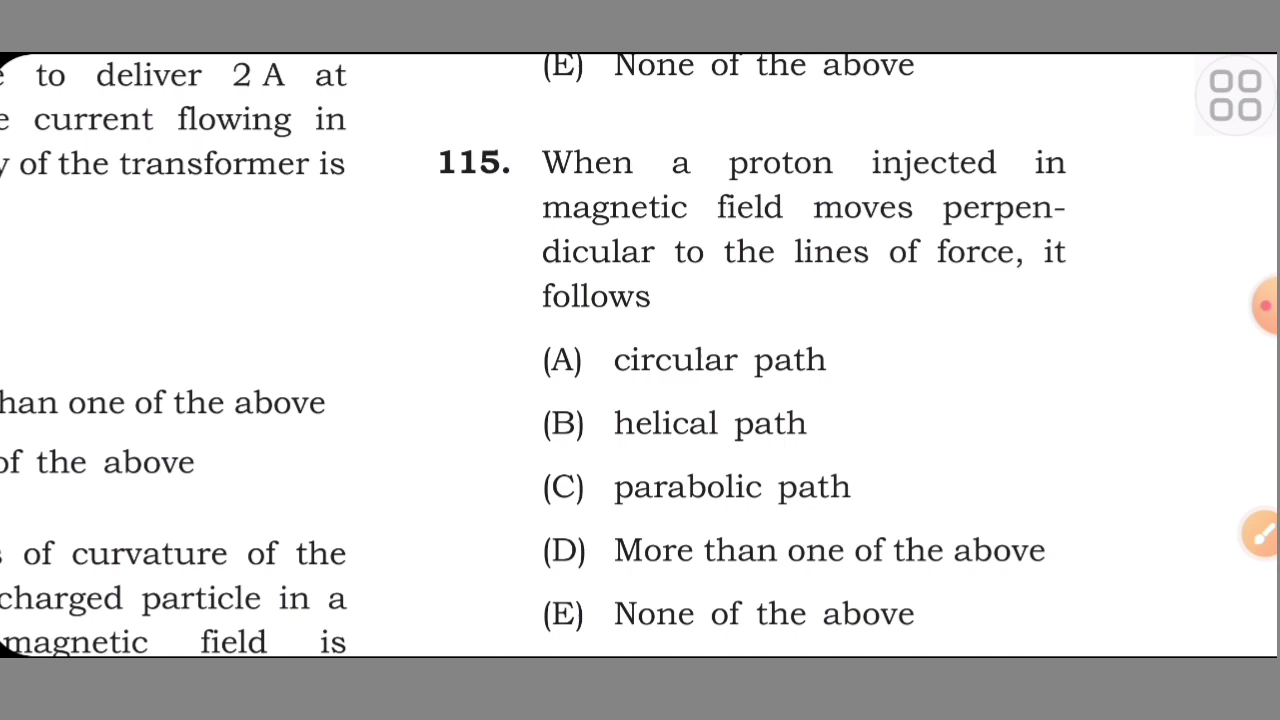 to deliver 2 A at
current flowing in
of the transformer is
than one of the above
of the above
of curvature of the
charged particle in a
magnetic field is
(E) None of the above
115. When a proton injected in
magnetic field moves perpen-
dicular to the lines of force, it
follows
(A) circular path
(B) helical path
(C) parabolic path
(D) More than one of the above
(E) None of the above